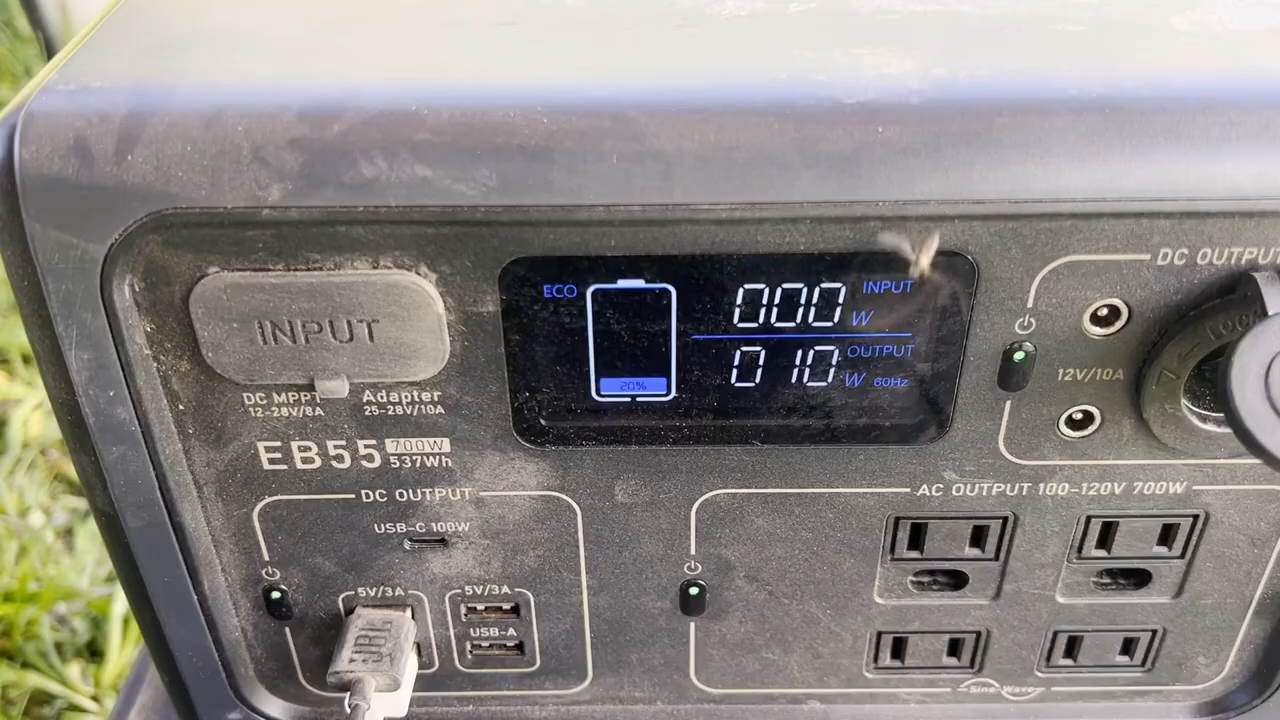 ECO
20%
000 W INPUT
010 W OUTPUT
60Hz
INPUT
DC MPPT
12-28V/8A
Adapter
25-28V/10A
EB55 700W
537Wh
DC OUTPUT
USB-C 100W
5V/3A
5V/3A
USB-A
JBL
DC OUTPUT
12V/10A
LOCK
AC OUTPUT 100-120V 700W
Sine Wave